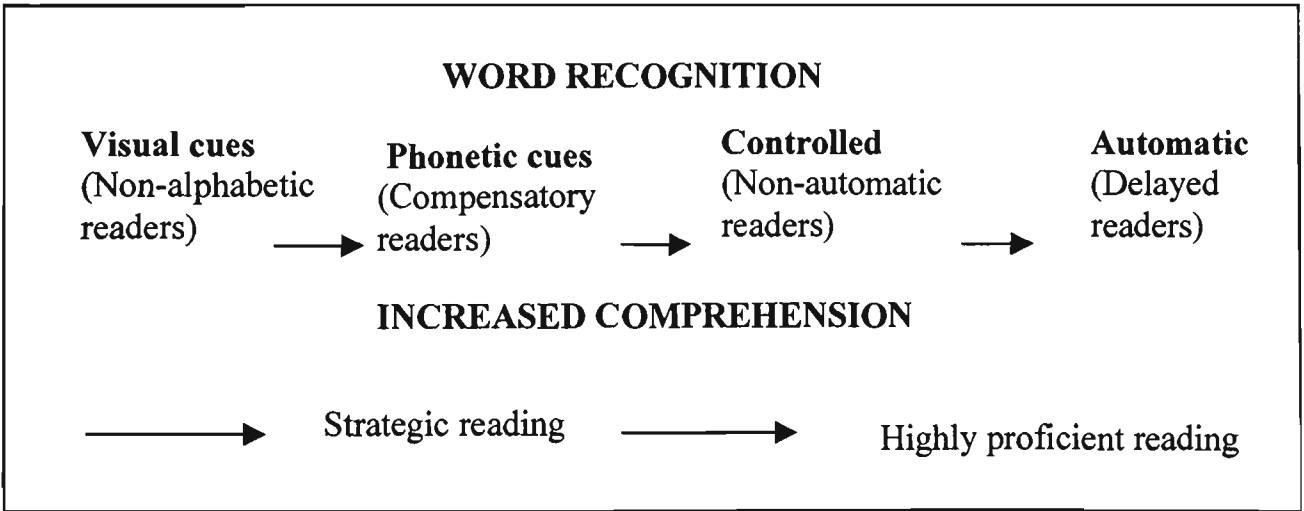 WORD RECOGNITION
Visual cues
(Non-alphabetic
readers)
Phonetic cues
(Compensatory
readers)
Controlled
(Non-automatic
readers)
Automatic
(Delayed
readers)
INCREASED COMPREHENSION
Strategic reading
Highly proficient reading